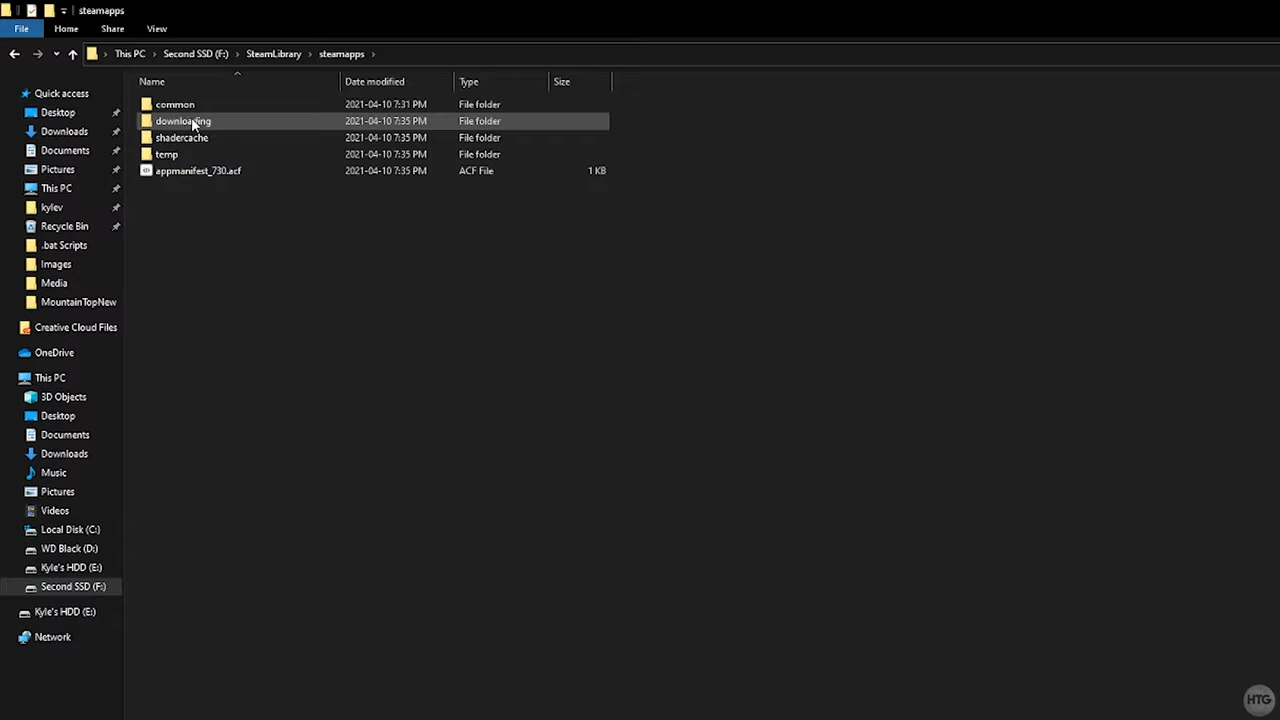 steamapps
File Home Share View
This PC Second SSD (F:) SteamLibrary steamapps
Name Date modified Type Size
common 2021-04-10 7:31 PM File folder
downloading 2021-04-10 7:35 PM File folder
shadercache 2021-04-10 7:35 PM File folder
temp 2021-04-10 7:35 PM File folder
appmanifest_730.acf 2021-04-10 7:35 PM ACF File 1 KB
Quick access
Desktop
Downloads
Documents
Pictures
This PC
kylev
Recycle Bin
.bat Scripts
Images
Media
MountainTopNew
Creative Cloud Files
OneDrive
This PC
3D Objects
Desktop
Documents
Downloads
Music
Pictures
Videos
Local Disk (C:)
WD Black (D:)
Kyle's HDD (E:)
Second SSD (F:)
Kyle's HDD (E:)
Network
HTG